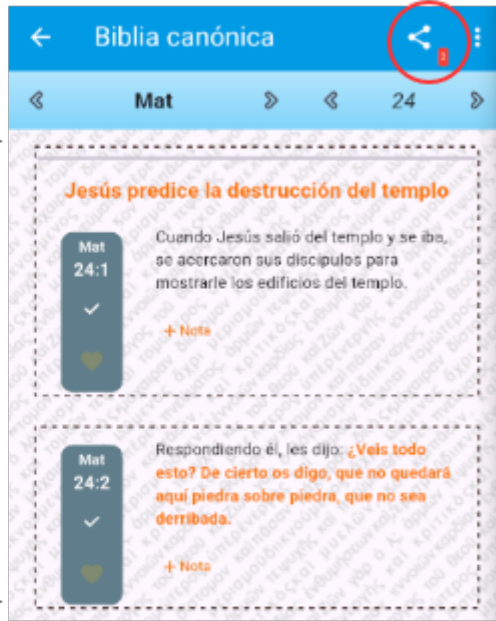 Biblia canónica
Mat 24
Jesús predice la destrucción del templo
Mat
24:1
Cuando Jesús salió del templo y se iba,
se acercaron sus discípulos para
mostrarle los edificios del templo.
+ Nota
Mat
24:2
Respondiendo él, les dijo: ¿Veis todo
esto? De cierto os digo, que no quedará
aquí piedra sobre piedra, que no sea
derribada.
+ Nota